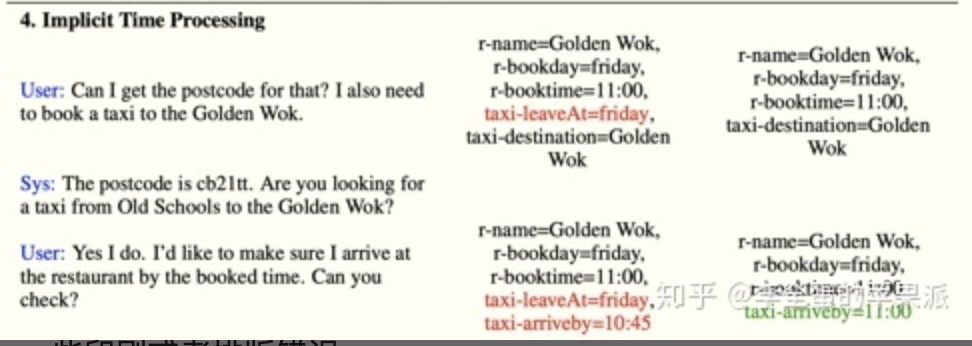 4. Implicit Time Processing
User: Can I get the postcode for that? I also need
to book a taxi to the Golden Wok.
r-name=Golden Wok,
r-bookday=friday,
r-booktime=11:00,
taxi-leaveAt=friday,
taxi-destination=Golden
Wok
r-name=Golden Wok,
r-bookday=friday,
r-booktime=11:00,
taxi-destination=Golden
Wok
Sys: The postcode is cb21tt. Are you looking for
a taxi from Old Schools to the Golden Wok?
User: Yes I do. I'd like to make sure I arrive at
the restaurant by the booked time. Can you
check?
r-name=Golden Wok,
r-bookday=friday,
r-booktime=11:00,
taxi-leaveAt=friday,
taxi-arriveby=10:45
r-name=Golden Wok,
r-bookday=friday,
r-booktime=11:00
taxi-arriveby=11:00
知乎